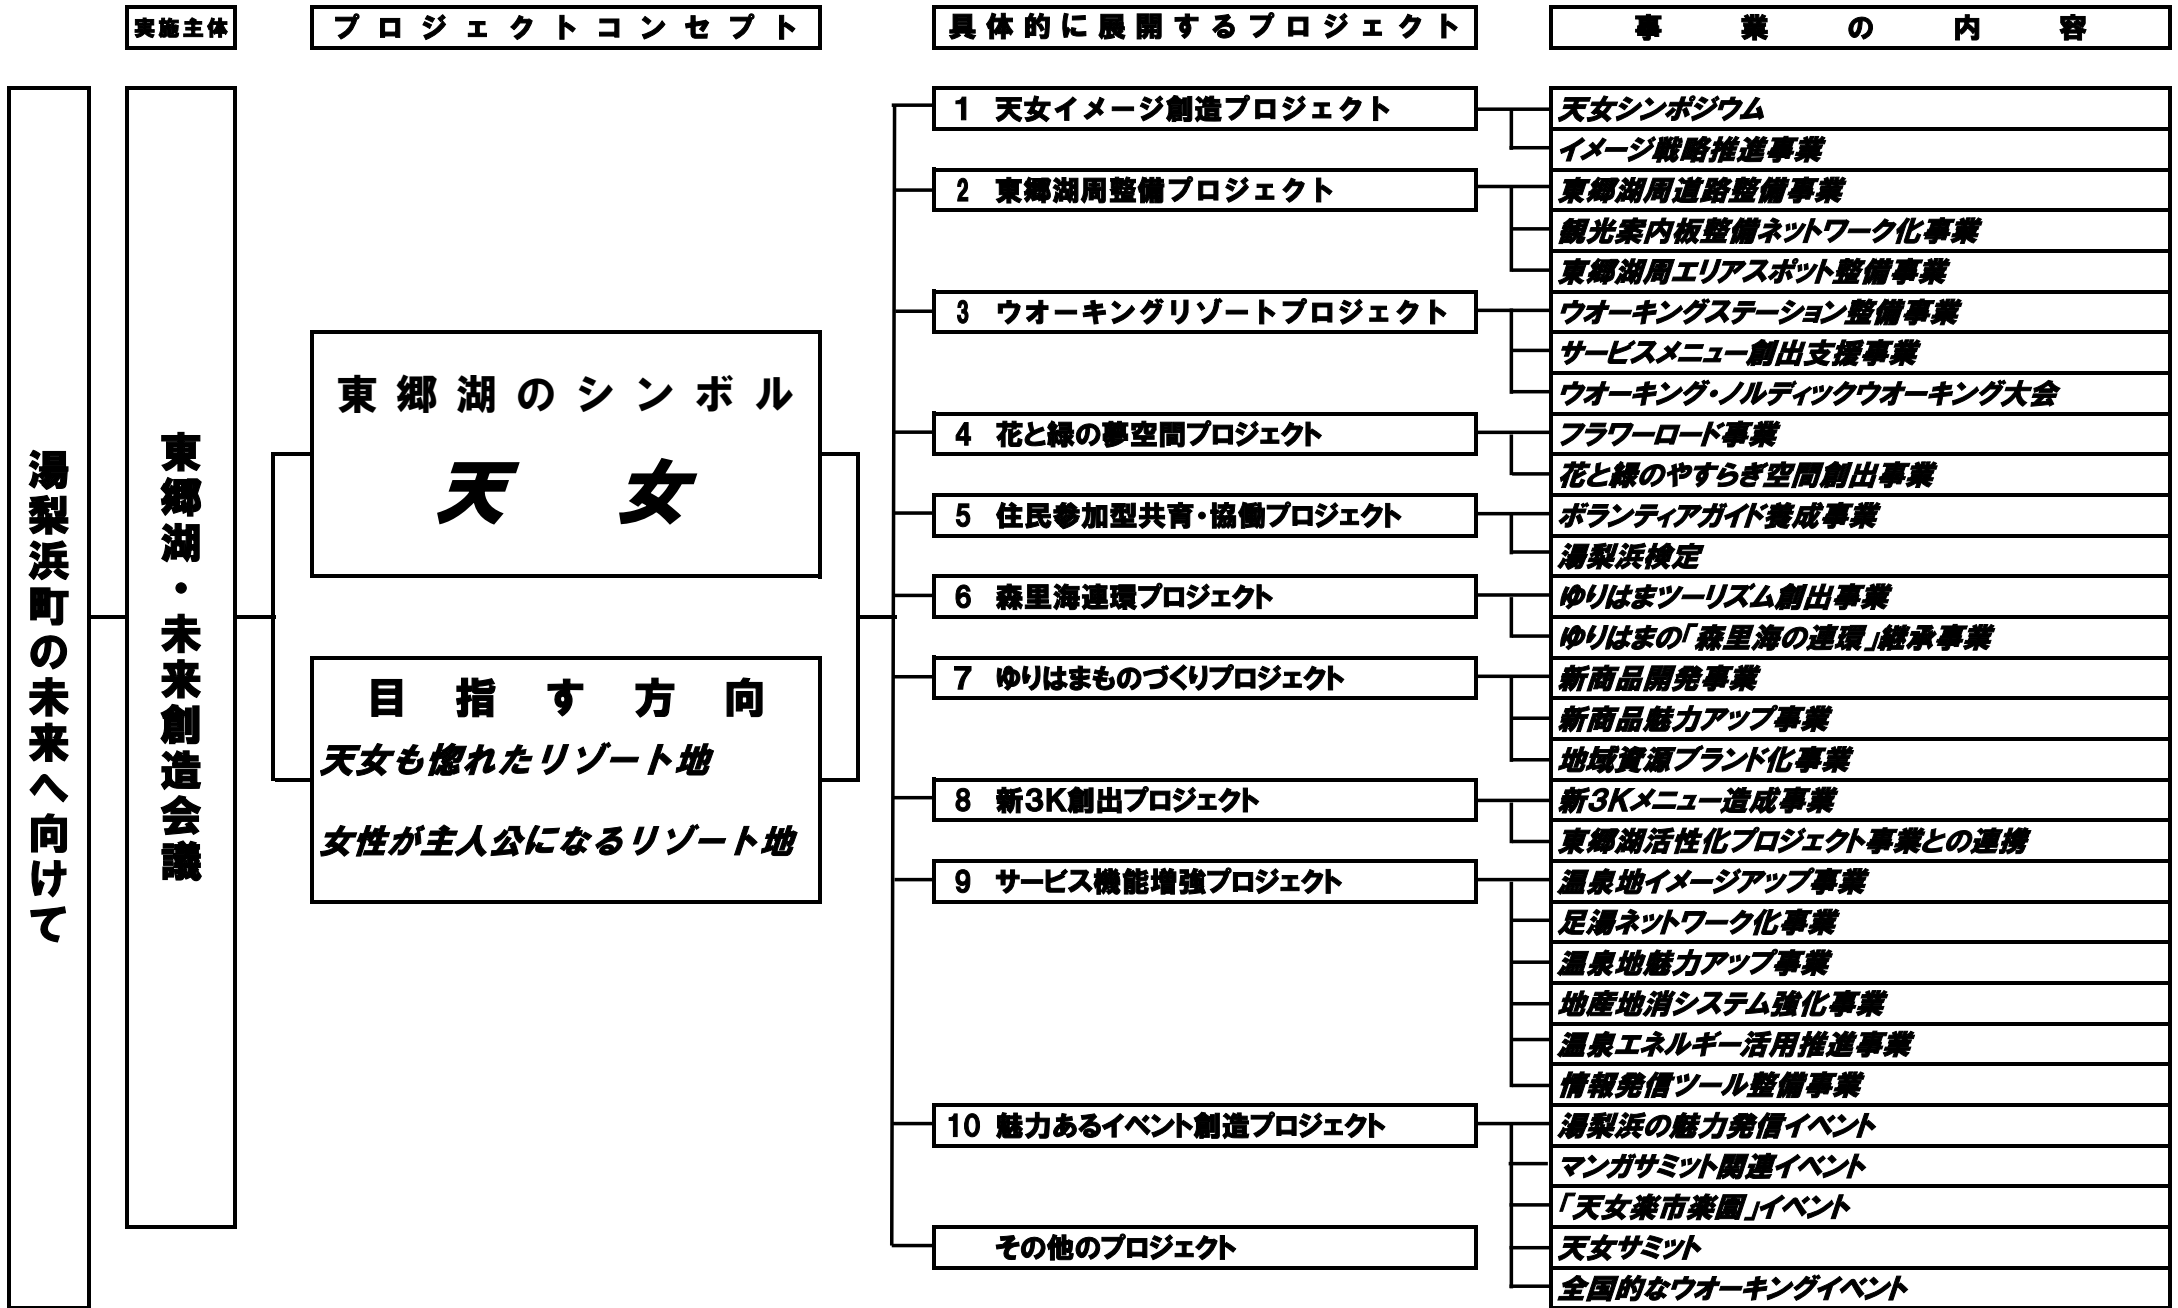 実施主体
プロジェクトコンセプト
具体的に展開するプロジェクト
事業の内容
湯梨浜町の未来へ向けて
東郷湖・未来創造会議
東郷湖のシンボル
天女
目指す方向
天女も惚れたリゾート地
女性が主人公になるリゾート地
1 天女イメージ創造プロジェクト
天女シンポジウム
イメージ戦略推進事業
2 東郷湖周整備プロジェクト
東郷湖周道路整備事業
観光案内板整備ネットワーク化事業
東郷湖周エリアスポット整備事業
3 ウオーキングリゾートプロジェクト
ウオーキングステーション整備事業
サービスメニュー創出支援事業
ウオーキング・ノルディックウオーキング大会
4 花と緑の夢空間プロジェクト
フラワーロード事業
花と緑のやすらぎ空間創出事業
5 住民参加型共育・協働プロジェクト
ボランティアガイド養成事業
湯梨浜検定
6 森里海連環プロジェクト
ゆりはまツーリズム創出事業
ゆりはまの「森里海の連環」継承事業
7 ゆりはまものづくりプロジェクト
新商品開発事業
新商品魅力アップ事業
地域資源ブランド化事業
8 新3K創出プロジェクト
新3Kメニュー造成事業
東郷湖活性化プロジェクト事業との連携
9 サービス機能増強プロジェクト
温泉地イメージアップ事業
足湯ネットワーク化事業
温泉地魅力アップ事業
地産地消システム強化事業
温泉エネルギー活用推進事業
情報発信ツール整備事業
10 魅力あるイベント創造プロジェクト
湯梨浜の魅力発信イベント
マンガサミット関連イベント
「天女楽市楽園」イベント
天女サミット
全国的なウオーキングイベント
その他のプロジェクト